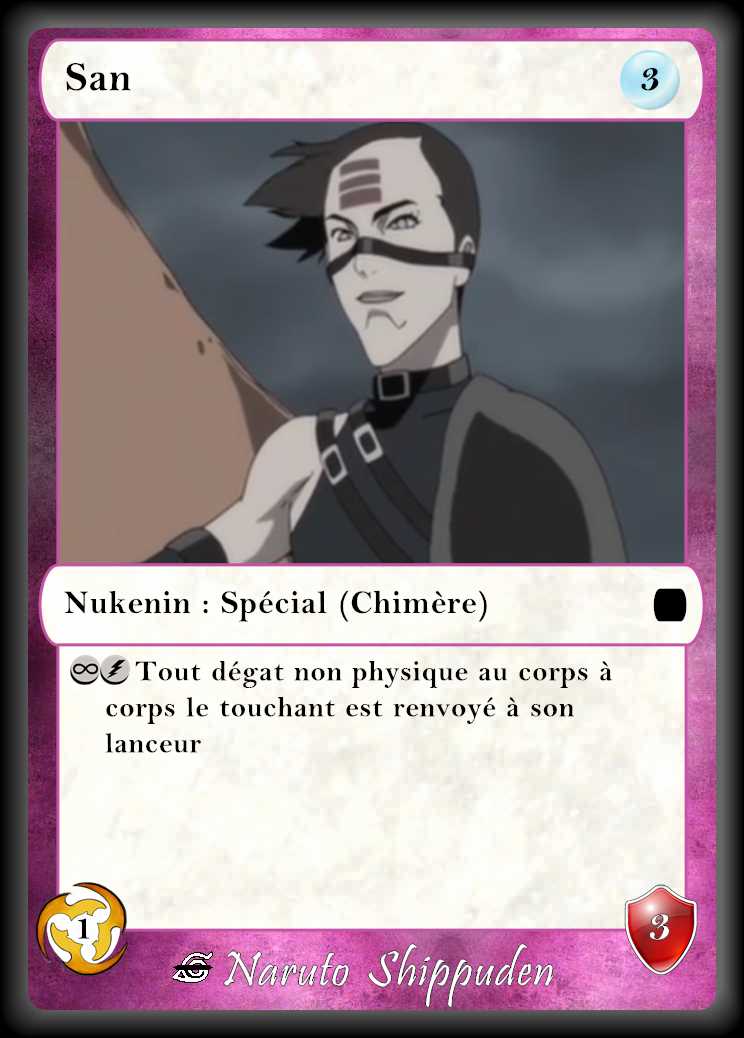 San
3
Nukenin : Spécial (Chimère)
Tout dégat non physique au corps à
corps le touchant est renvoyé à son
lanceur
1
3
Naruto Shippuden